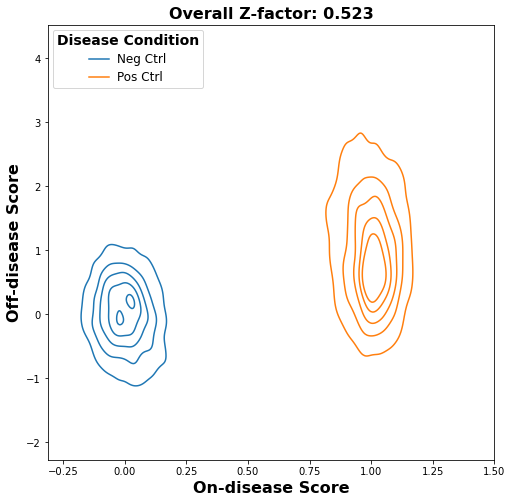 Overall Z-factor: 0.523
Disease Condition
Neg Ctrl
Pos Ctrl
Off-disease Score
4
3
2
1
0
−1
−2
−0.25 0.00 0.25 0.50 0.75 1.00 1.25 1.50
On-disease Score